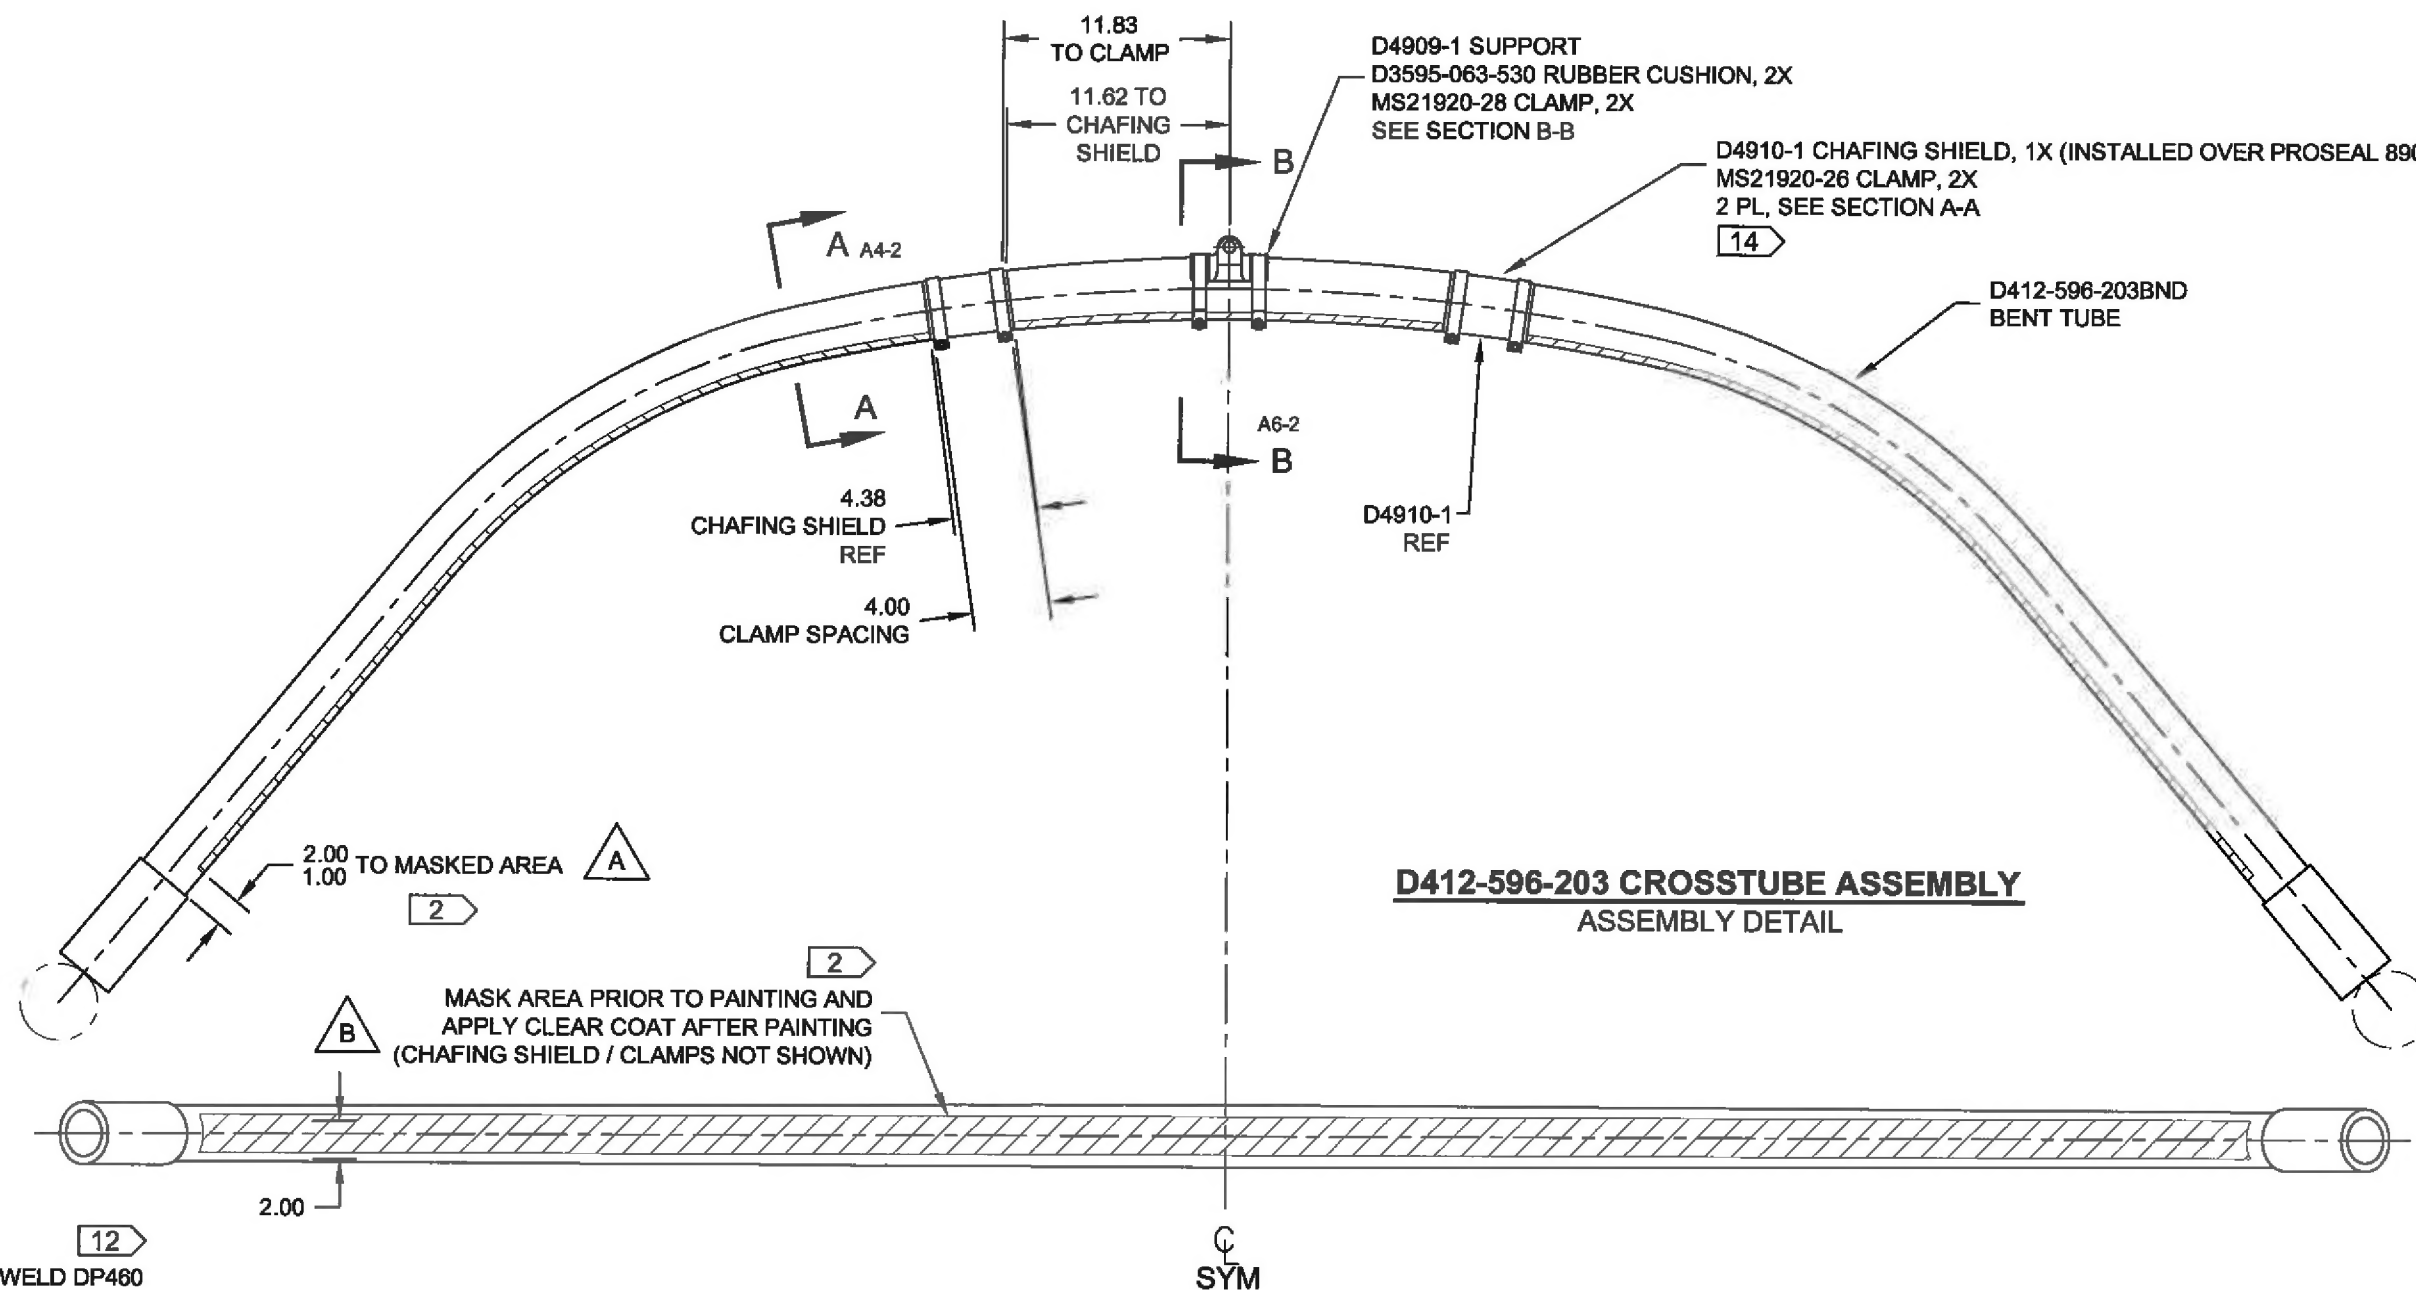 11.83
TO CLAMP
11.62 TO
CHAFING
SHIELD
D4909-1 SUPPORT
D3595-063-530 RUBBER CUSHION, 2X
MS21920-28 CLAMP, 2X
SEE SECTION B-B
B
D4910-1 CHAFING SHIELD, 1X (INSTALLED OVER PROSEAL 890
MS21920-26 CLAMP, 2X
2 PL, SEE SECTION A-A
14
A A4-2
D412-596-203BND
BENT TUBE
A
A6-2
B
4.38
CHAFING SHIELD
REF
D4910-1
REF
4.00
CLAMP SPACING
2.00
1.00 TO MASKED AREA
A
2
D412-596-203 CROSSTUBE ASSEMBLY
ASSEMBLY DETAIL
2
MASK AREA PRIOR TO PAINTING AND
APPLY CLEAR COAT AFTER PAINTING
(CHAFING SHIELD / CLAMPS NOT SHOWN)
B
2.00
12
WELD DP460
CL
SYM